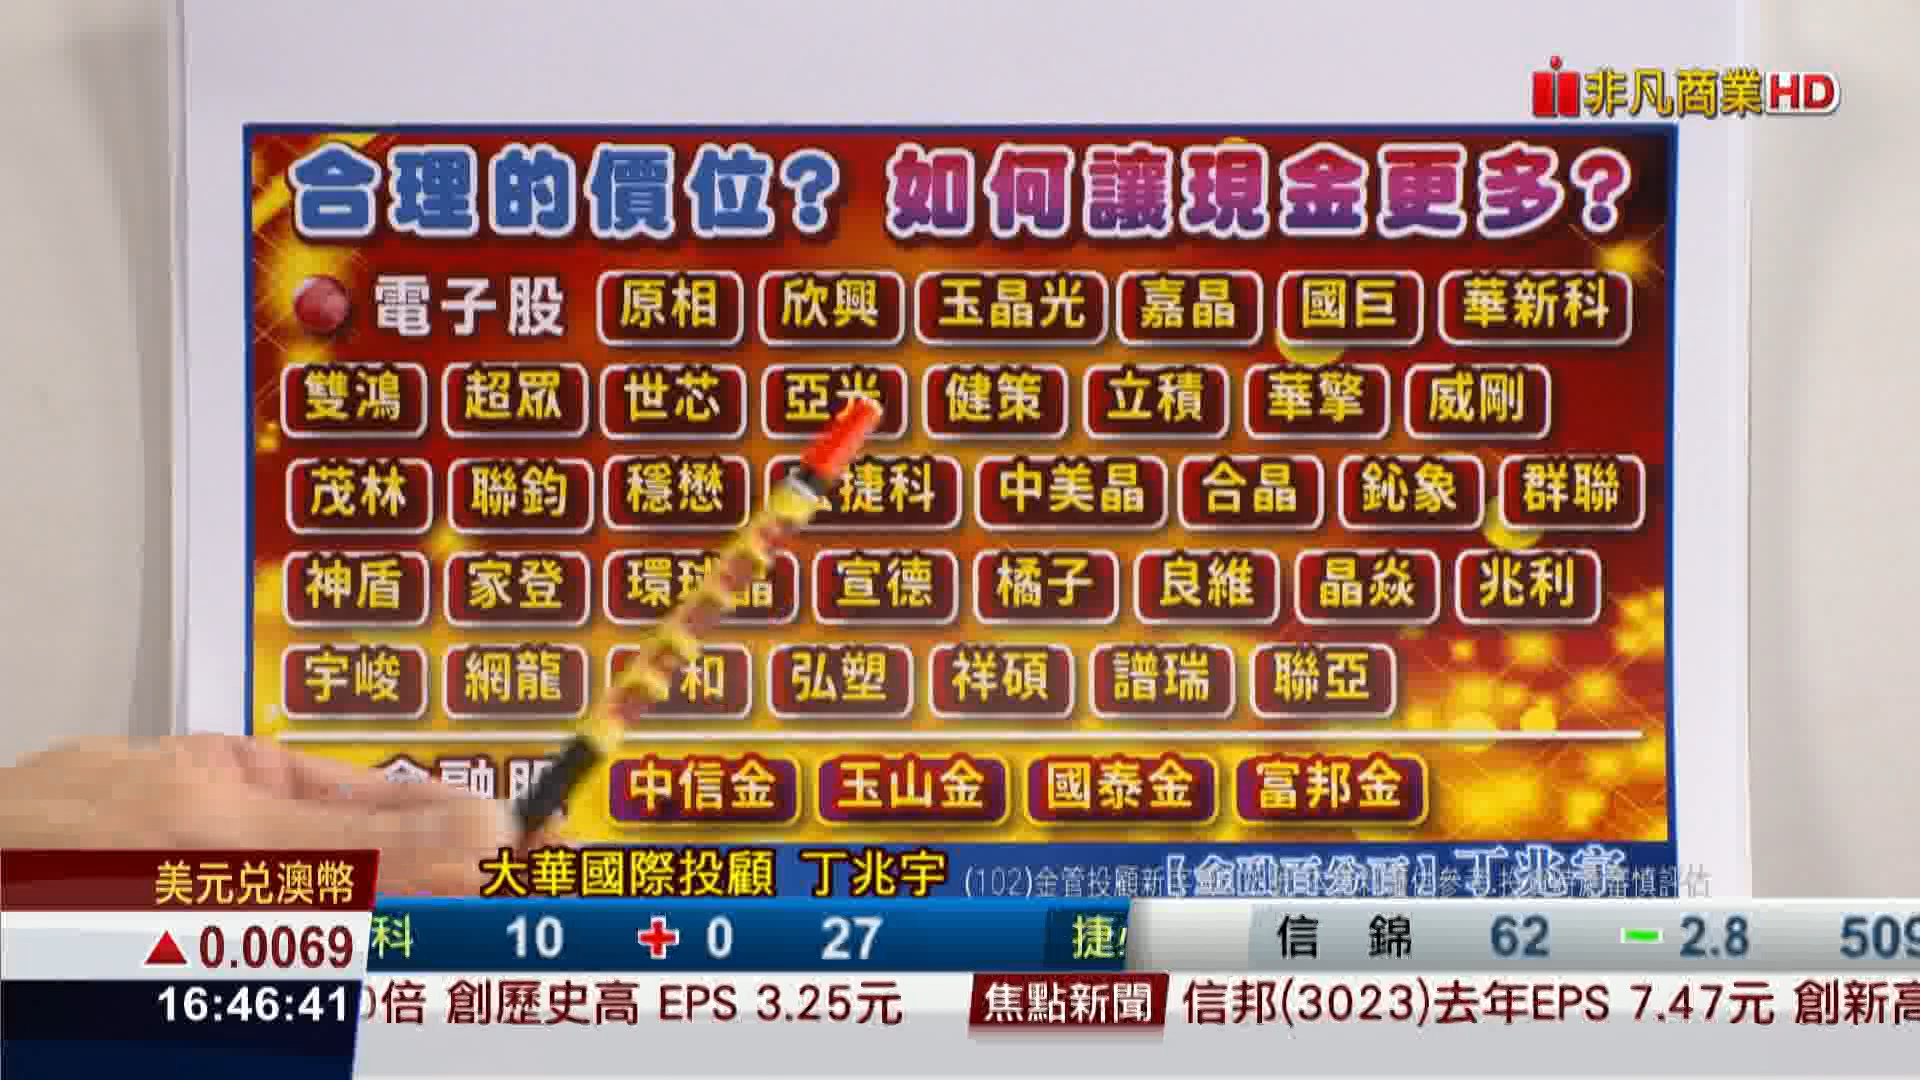 非凡商業HD
合理的價位? 如何讓現金更多?
電子股 原相 欣興 玉晶光 嘉晶 國巨 華新科
雙鴻 超眾 世芯 亞光 健策 立積 華擎 威剛
茂林 聯鈞 穩懋 捷科 中美晶 合晶 鈊象 群聯
神盾 家登 環球晶 宣德 橘子 良維 晶焱 兆利
宇峻 網龍 和 弘塑 祥碩 譜瑞 聯亞
金融股 中信金 玉山金 國泰金 富邦金
大華國際投顧 丁兆宇 (102)金管投顧新
丁兆宇
美元兌澳幣
▲0.0069
科 10 + 0 27 捷 信錦 62 - 2.8 509
16:46:41
0倍 創歷史高 EPS 3.25元 焦點新聞 信邦(3023)去年EPS 7.47元 創新高